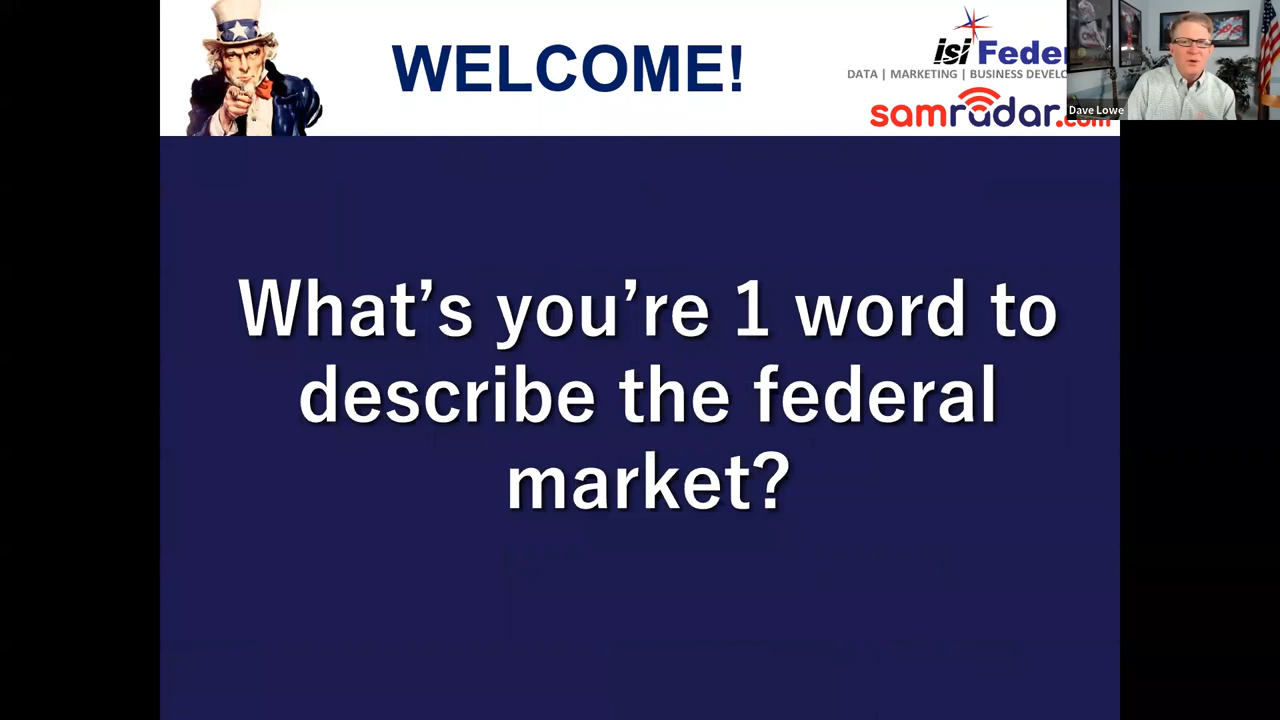 WELCOME!
isi Feder
DATA | MARKETING | BUSINESS DEVELO
samradar.com
Dave Lowe
What's you're 1 word to
describe the federal
market?